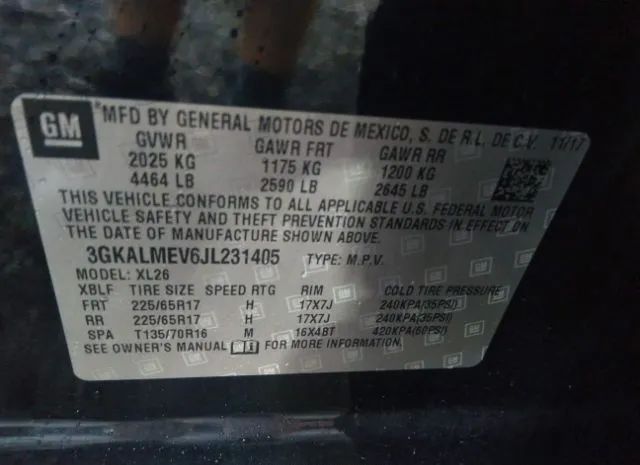 GM *MFD BY GENERAL MOTORS DE MEXICO, S. DE R.L. DE C.V. 11/17
GVWR GAWR FRT GAWR RR
2025 KG 1175 KG 1200 KG
4464 LB 2590 LB 2645 LB
THIS VEHICLE CONFORMS TO ALL APPLICABLE U.S. FEDERAL MOTOR
VEHICLE SAFETY AND THEFT PREVENTION STANDARDS IN EFFECT ON
THE DATE OF MANUFACTURE SHOWN ABOVE.
3GKALMEV6JL231405 TYPE: M.P.V.
MODEL: XL26
XBLF TIRE SIZE SPEED RTG RIM COLD TIRE PRESSURE
FRT 225/65R17 H 17X7J 240KPA(35PSI)
RR 225/65R17 H 17X7J 240KPA(35PSI)
SPA T135/70R16 M 16X4BT 420KPA(60PSI)
SEE OWNER'S MANUAL FOR MORE INFORMATION